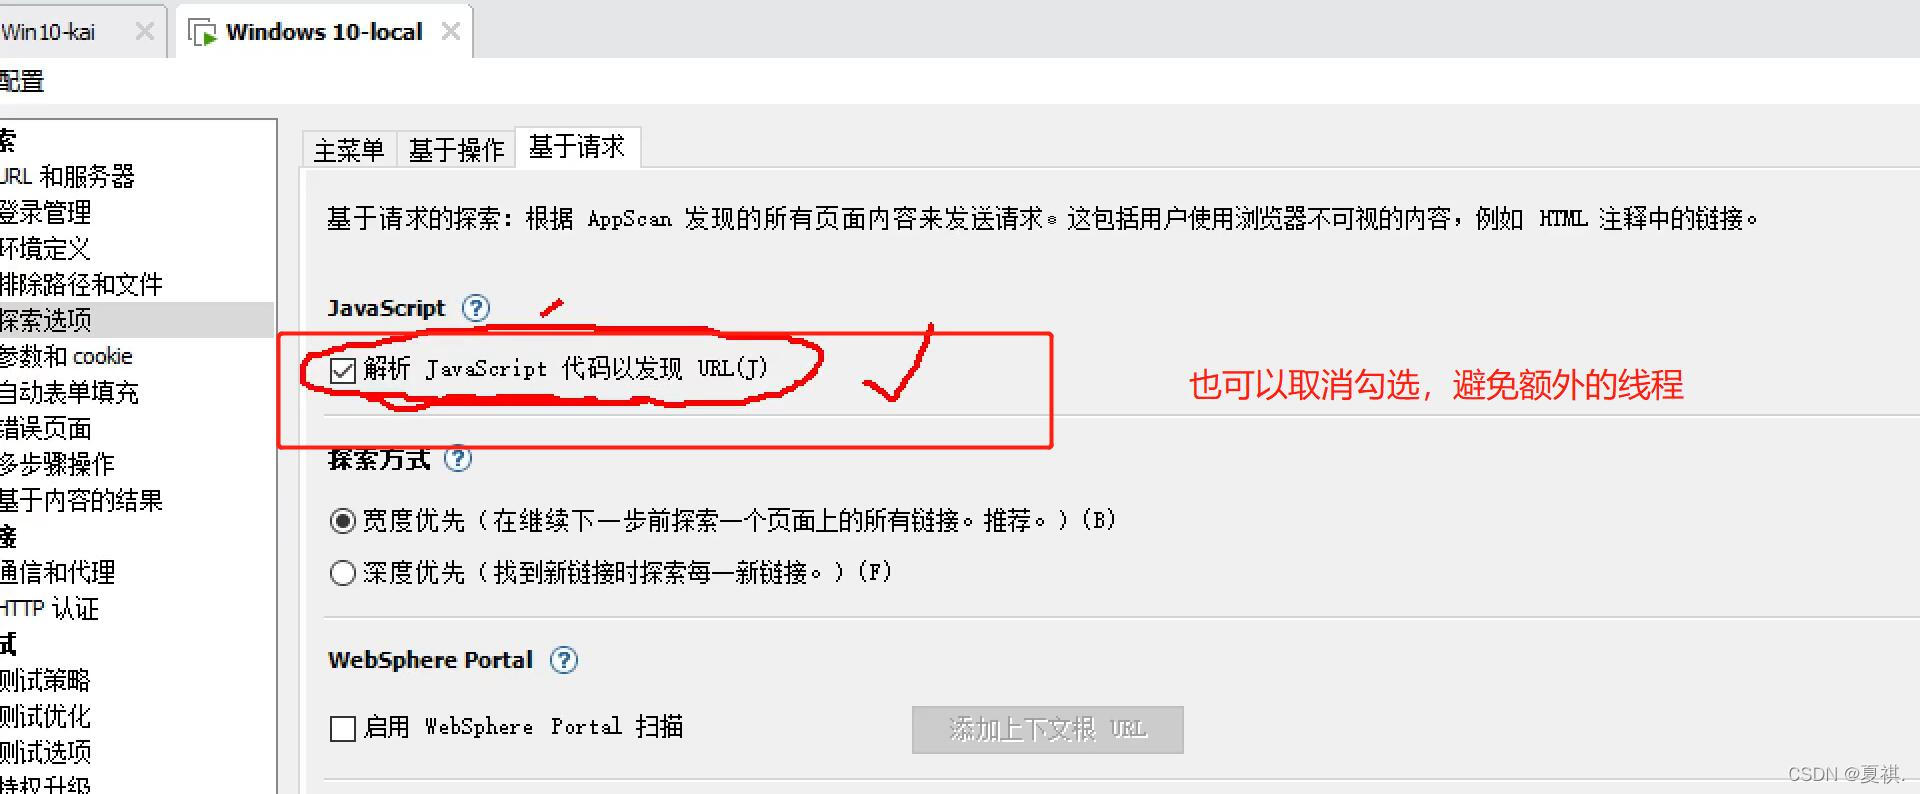 Win10-kai
Windows 10-local
配置
索
URL 和服务器
登录管理
环境定义
排除路径和文件
探索选项
参数和 cookie
自动表单填充
错误页面
多步骤操作
基于内容的结果
接
通信和代理
HTTP 认证
试
测试策略
测试优化
测试选项
特权升级
主菜单 基于操作 基于请求
基于请求的探索：根据 AppScan 发现的所有页面内容来发送请求。这包括用户使用浏览器不可视的内容，例如 HTML 注释中的链接。
JavaScript ?
解析 JavaScript 代码以发现 URL(J)
也可以取消勾选，避免额外的线程
探索方式 ?
宽度优先（在继续下一步前探索一个页面上的所有链接。推荐。）(B)
深度优先（找到新链接时探索每一新链接。）(F)
WebSphere Portal ?
启用 WebSphere Portal 扫描
添加上下文根 URL
CSDN @夏祺.